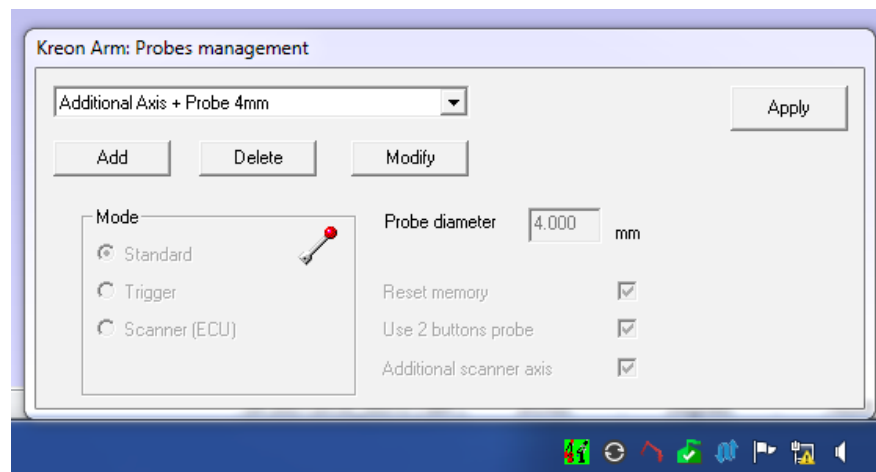 Kreon Arm: Probes management
Additional Axis + Probe 4mm
Apply
Add Delete Modify
Mode
Standard
Trigger
Scanner (ECU)
Probe diameter 4.000 mm
Reset memory
Use 2 buttons probe
Additional scanner axis